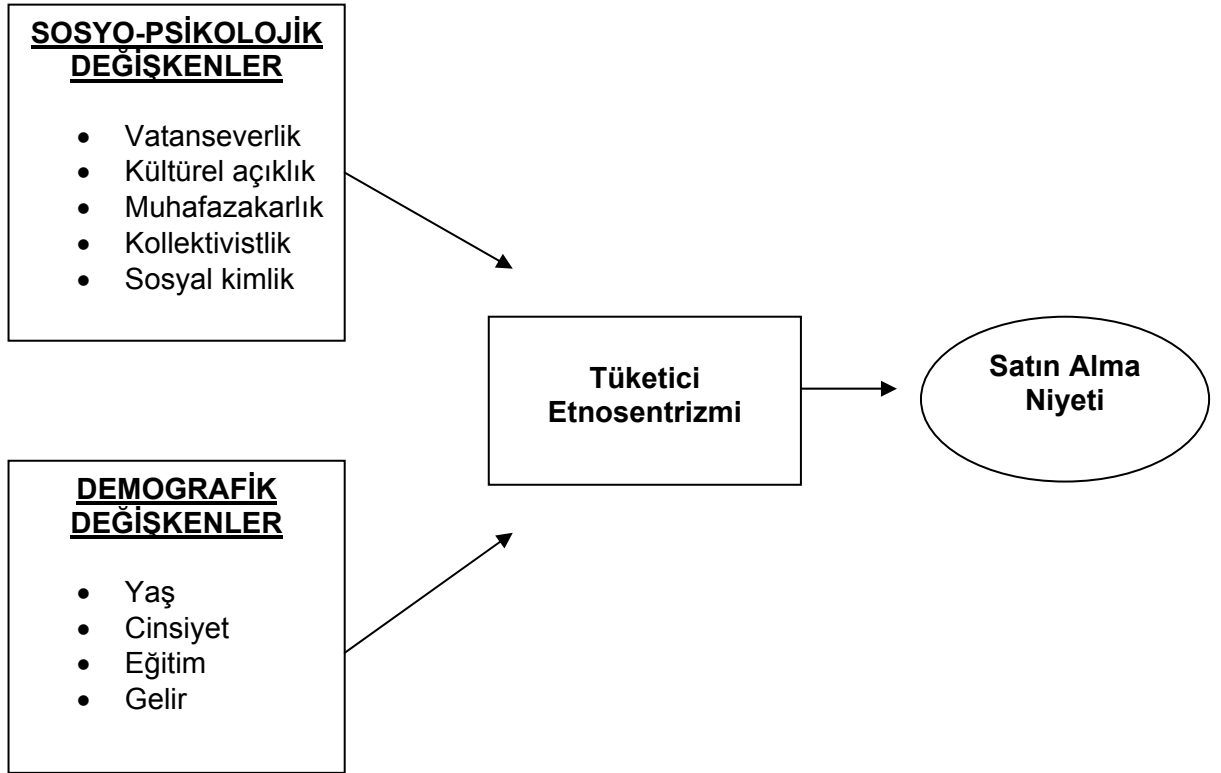 SOSYO-PSİKOLOJİK
DEĞİŞKENLER
• Vatanseverlik
• Kültürel açıklık
• Muhafazakarlık
• Kollektivistlik
• Sosyal kimlik
Tüketici
Etnosentrizmi
Satın Alma
Niyeti
DEMOGRAFİK
DEĞİŞKENLER
• Yaş
• Cinsiyet
• Eğitim
• Gelir